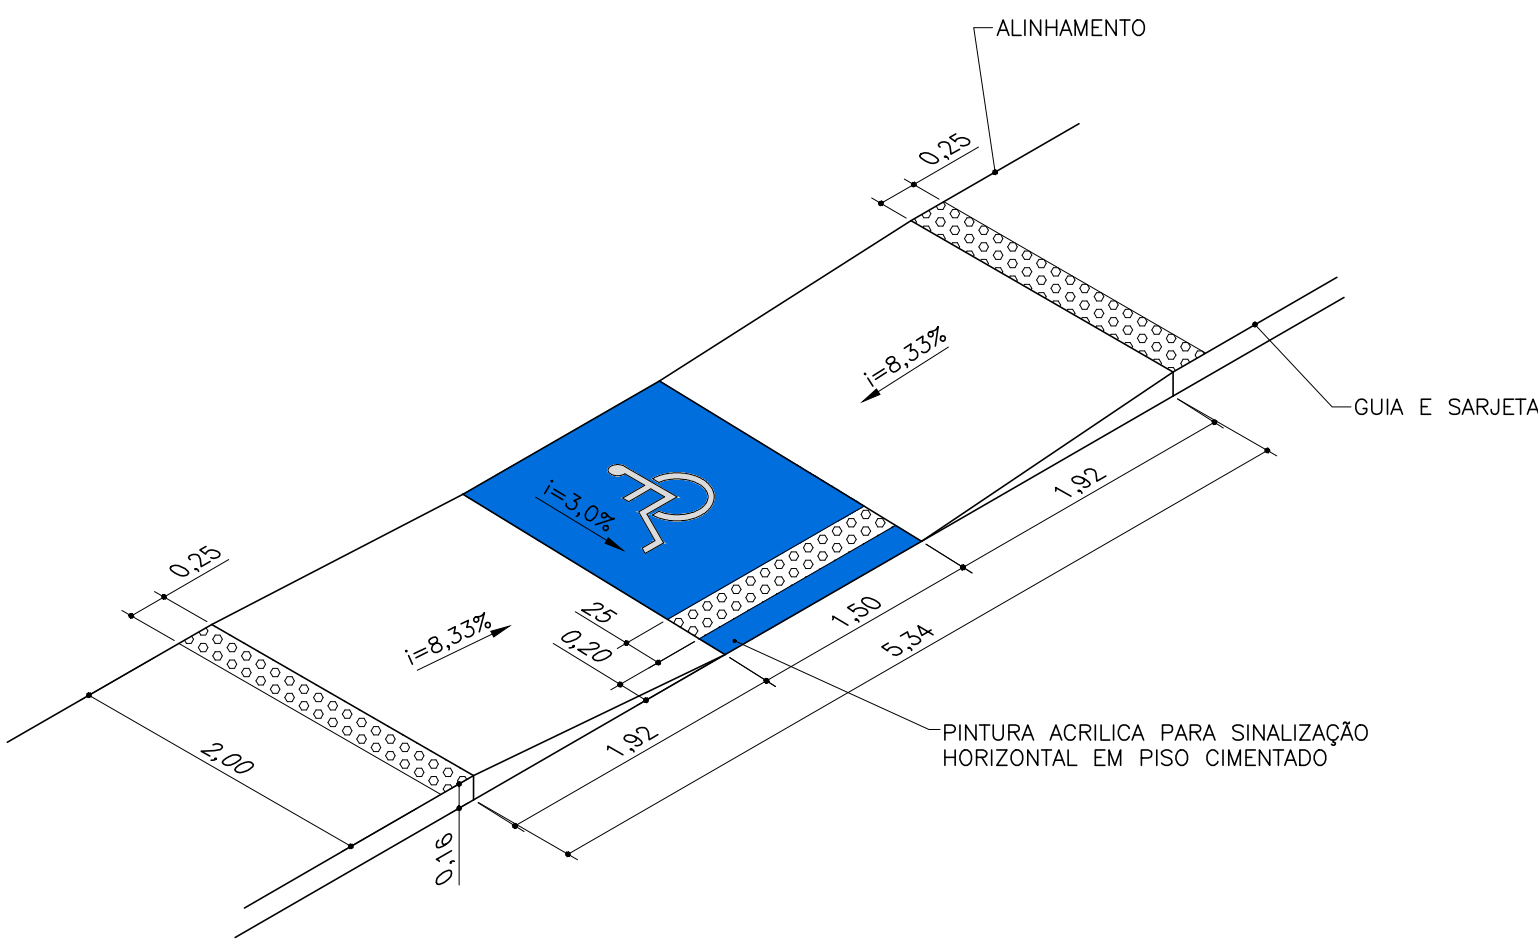 ALINHAMENTO
0,25
i=8,33%
GUIA E SARJETA
1,92
i=3,0%
0,25
25
0,20
1,50
5,34
i=8,33%
2,00
1,92
PINTURA ACRILICA PARA SINALIZAÇÃO
HORIZONTAL EM PISO CIMENTADO
0,16